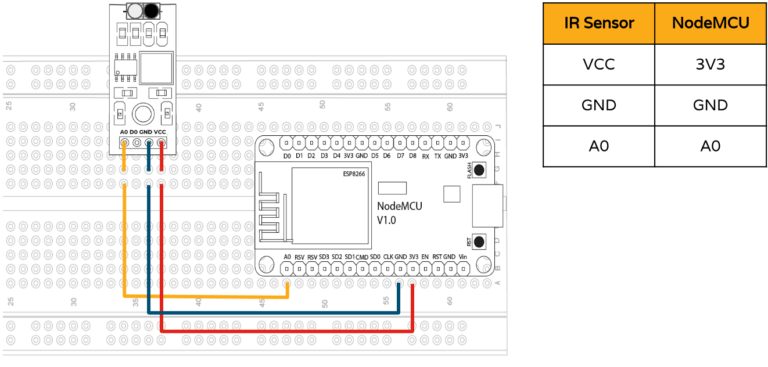 IR Sensor NodeMCU
VCC 3V3
GND GND
A0 A0
A0 D0 GND VCC
25 30 40 45 50 55 60
J
I
H
G
D0 D1 D2 D3 D4 3V3 GND D5 D6 D7 D8 RX TX GND 3V3
FLASH
ESP8266
NodeMCU
V1.0
RST
A0 RSV RSV SD3 SD2 SD1 CMD SD0 CLK GND 3V3 EN RST GND Vin
D
C
B
A
25 30 35 40 45 50 55 60